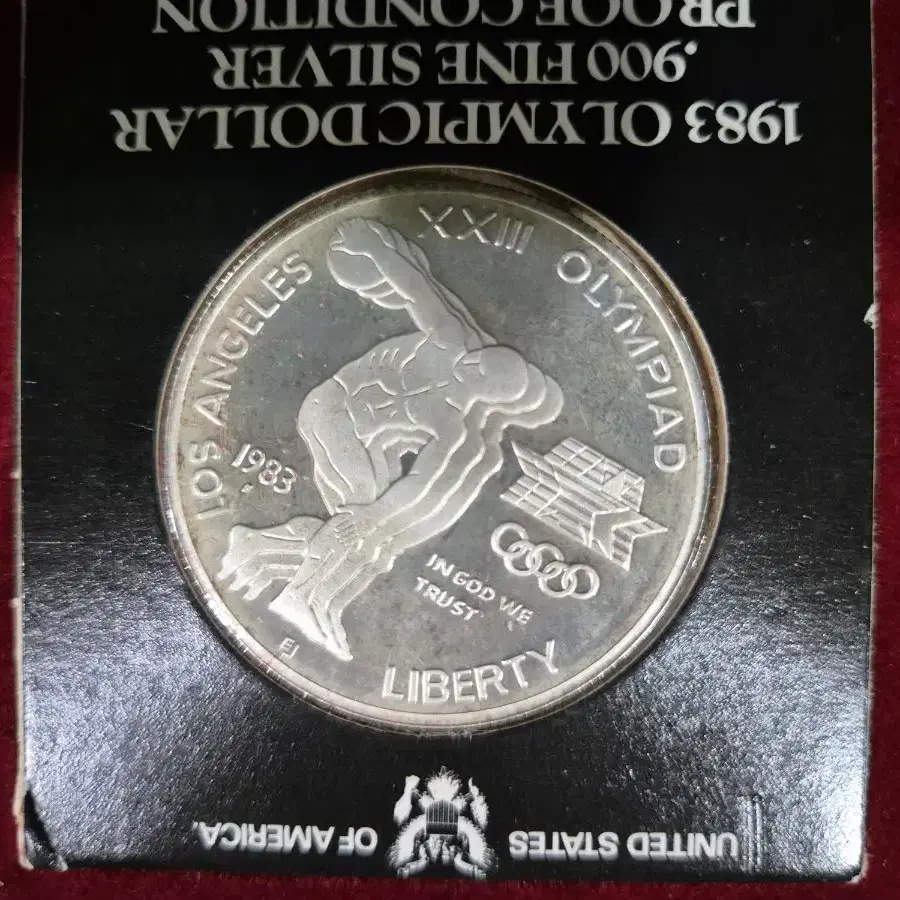 1983 OLYMPIC DOLLAR
.900 FINE SILVER
PROOF CONDITION
LOS ANGELES XXIII OLYMPIAD
1983
IN GOD WE
TRUST
LIBERTY
EJ
UNITED STATES OF AMERICA.